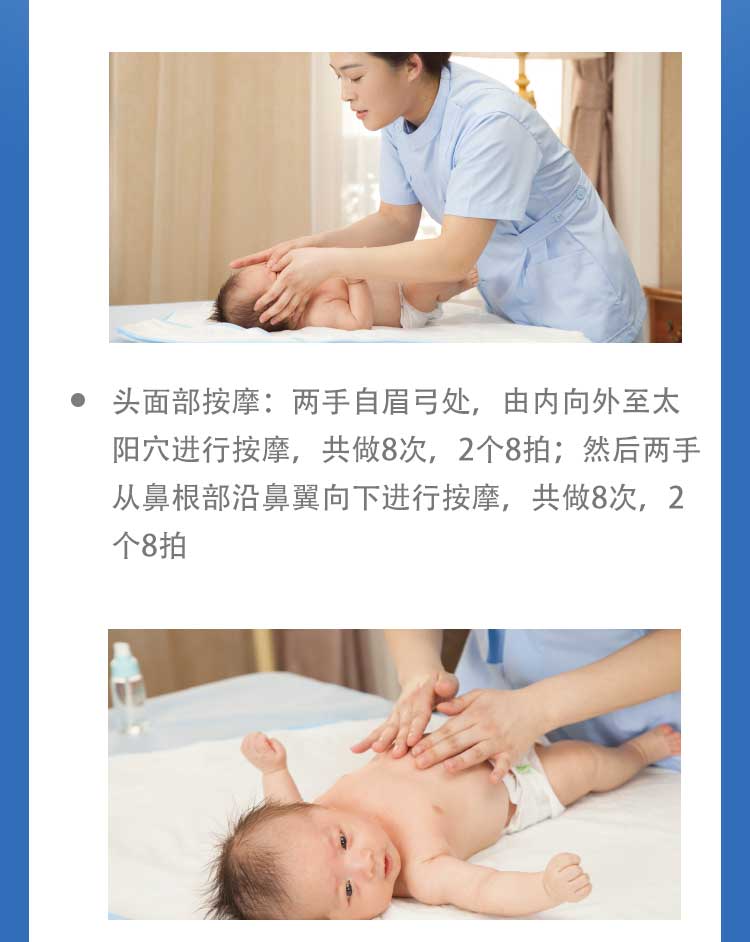 ● 头面部按摩：两手自眉弓处，由内向外至太
阳穴进行按摩，共做8次，2个8拍；然后两手
从鼻根部沿鼻翼向下进行按摩，共做8次，2
个8拍